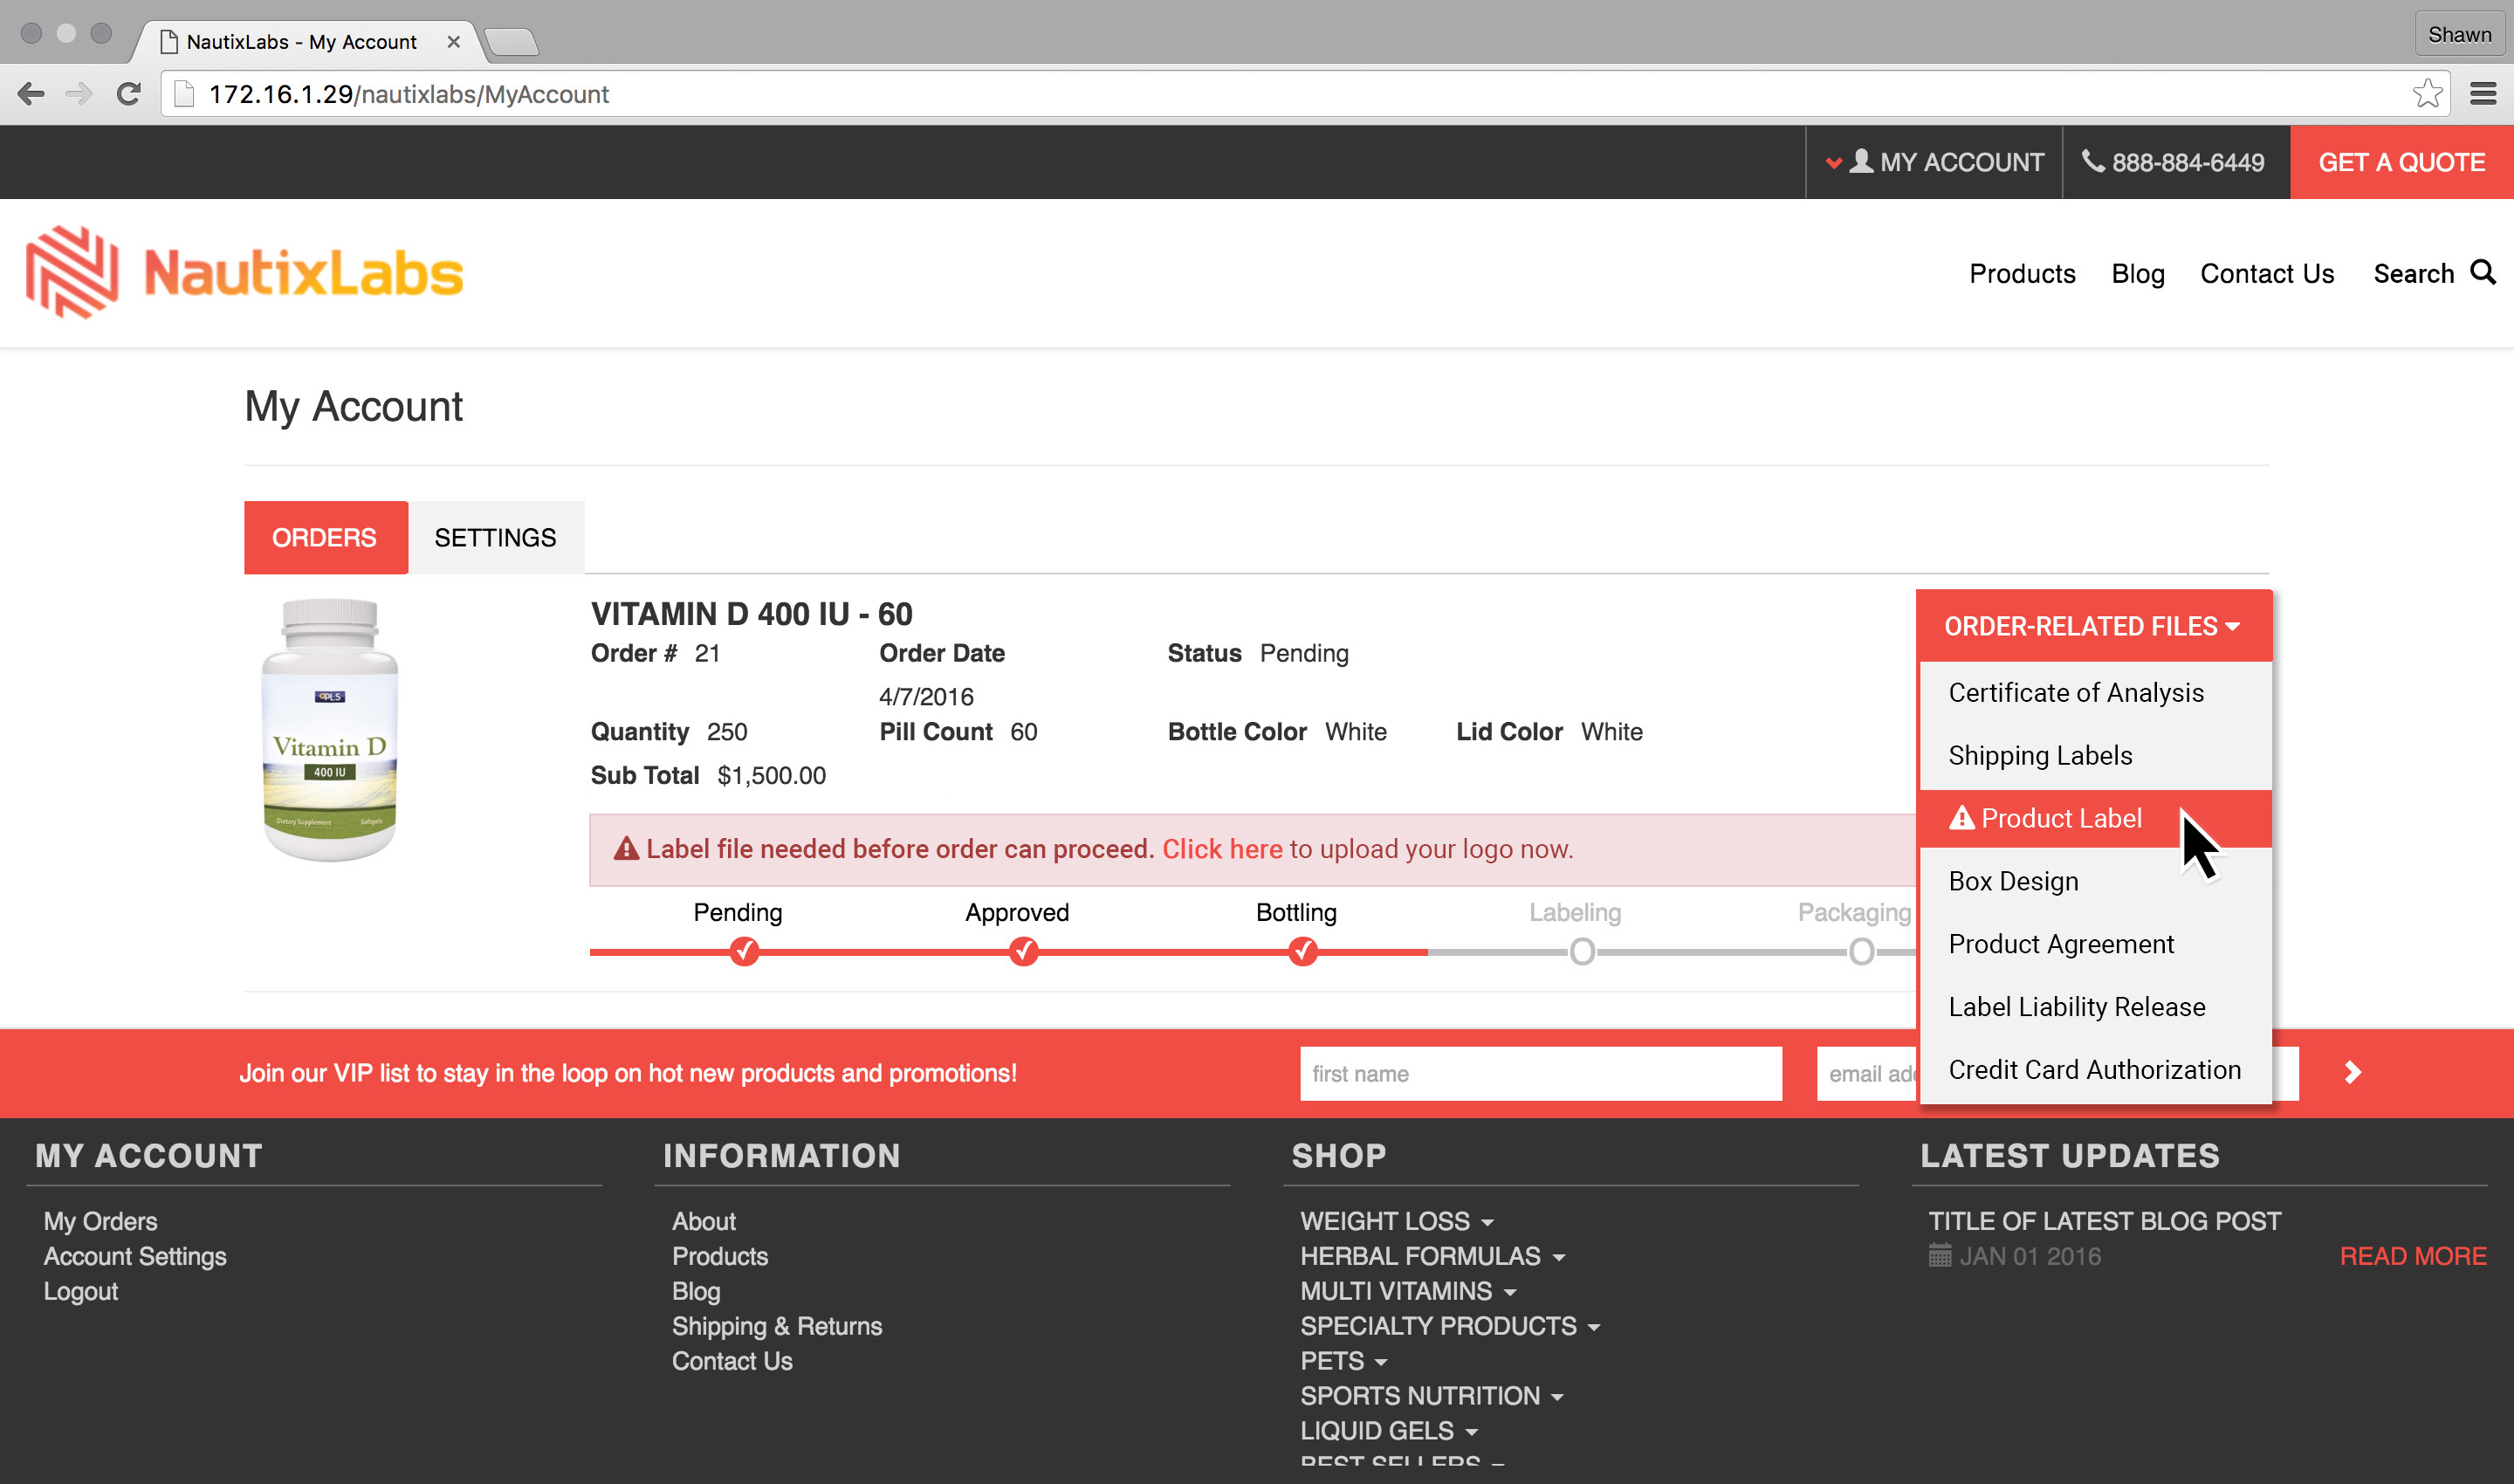 NautixLabs - My Account
Shawn
172.16.1.29/nautixlabs/MyAccount
MY ACCOUNT 888-884-6449 GET A QUOTE
NautixLabs
Products Blog Contact Us Search
My Account
ORDERS SETTINGS
PLS
Vitamin D
400 IU
Dietary Supplement Softgels
VITAMIN D 400 IU - 60
Order # 21 Order Date Status Pending
4/7/2016
Quantity 250 Pill Count 60 Bottle Color White Lid Color White
Sub Total $1,500.00
Label file needed before order can proceed. Click here to upload your logo now.
Pending Approved Bottling Labeling Packaging
ORDER-RELATED FILES
Certificate of Analysis
Shipping Labels
Product Label
Box Design
Product Agreement
Label Liability Release
Credit Card Authorization
Join our VIP list to stay in the loop on hot new products and promotions!
first name
email add
MY ACCOUNT
My Orders
Account Settings
Logout
INFORMATION
About
Products
Blog
Shipping & Returns
Contact Us
SHOP
WEIGHT LOSS
HERBAL FORMULAS
MULTI VITAMINS
SPECIALTY PRODUCTS
PETS
SPORTS NUTRITION
LIQUID GELS
BEST SELLERS
LATEST UPDATES
TITLE OF LATEST BLOG POST
JAN 01 2016 READ MORE